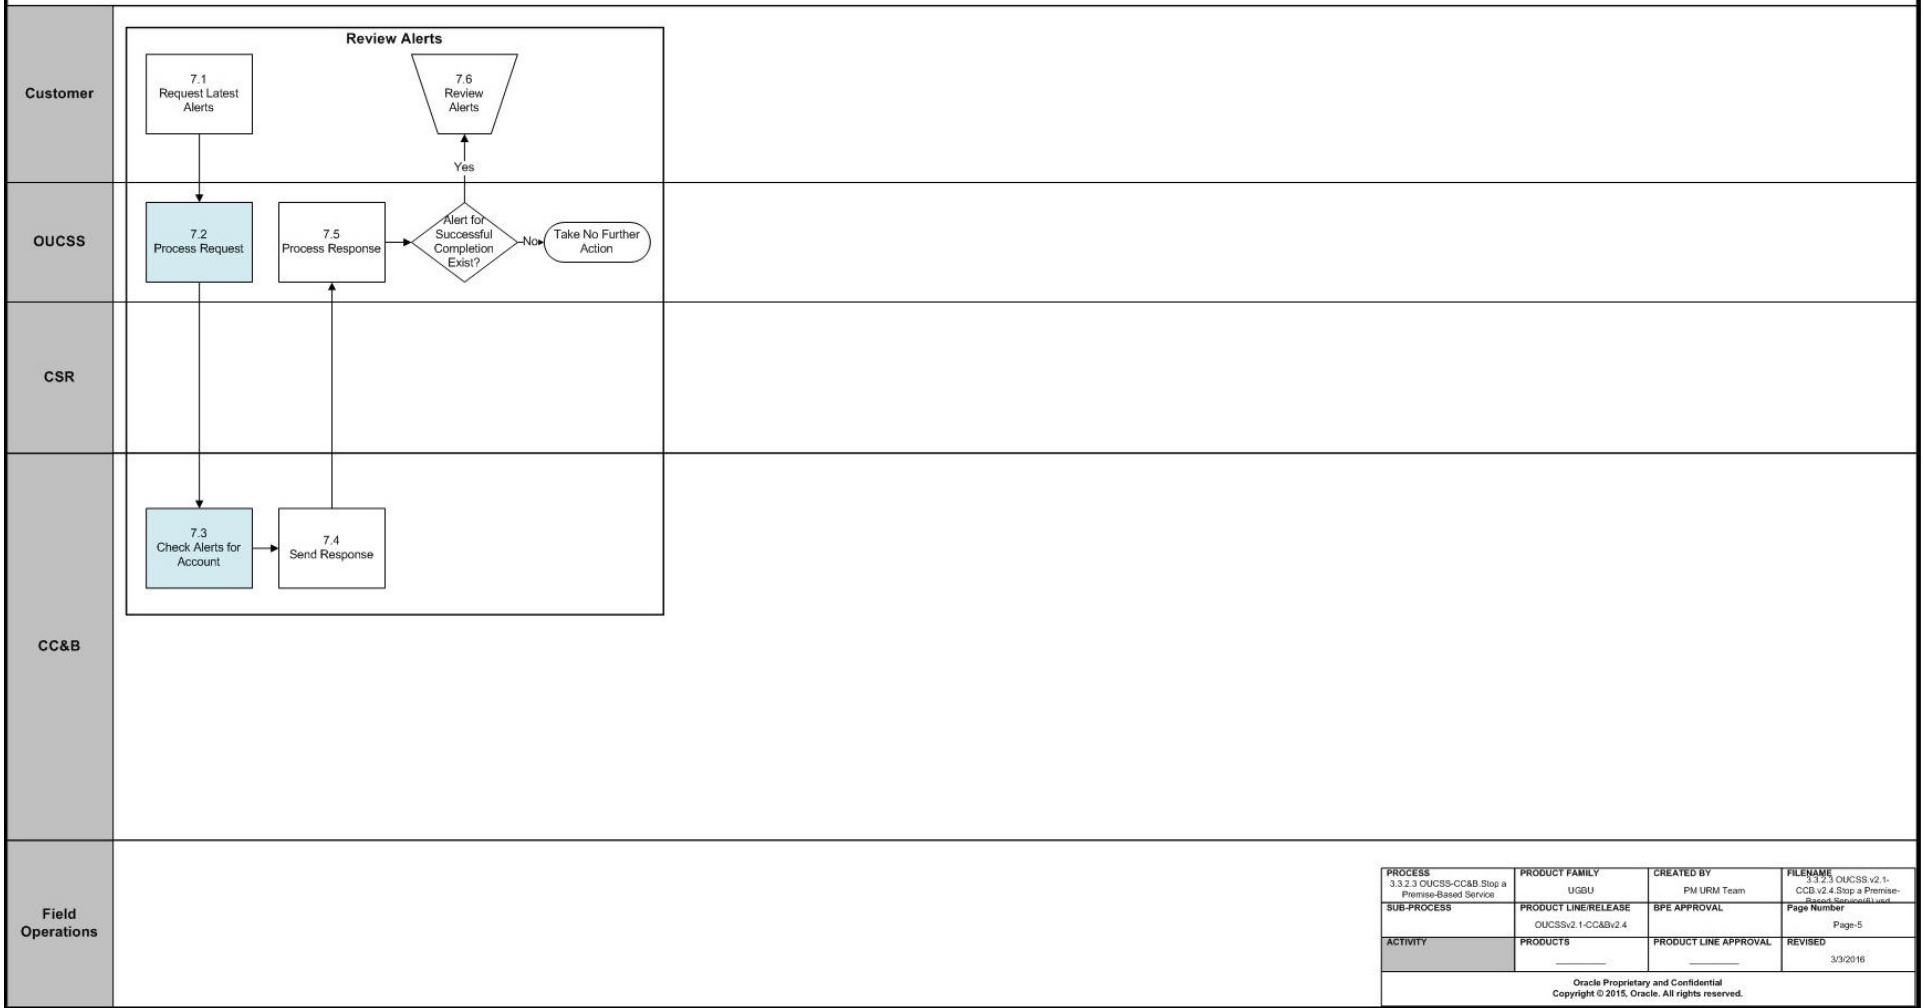 Review Alerts
Customer
7.1
Request Latest
Alerts
7.6
Review
Alerts
Yes
OUCSS
7.2
Process Request
7.5
Process Response
Alert for
Successful
Completion
Exist?
No
Take No Further
Action
CSR
CC&B
7.3
Check Alerts for
Account
7.4
Send Response
Field
Operations
PROCESS
3.3.2.3 OUCSS-CC&B.Stop a
Premise-Based Service
PRODUCT FAMILY
UGBU
CREATED BY
PM URM Team
FILENAME
3.3.2.3 OUCSS.v2.1-
CCB.v2.4.Stop a Premise-
Based Service(6).vsd
SUB-PROCESS
PRODUCT LINE/RELEASE
OUCSSv2.1-CC&Bv2.4
BPE APPROVAL
Page Number
Page-5
ACTIVITY
PRODUCTS
PRODUCT LINE APPROVAL
REVISED
3/3/2016
Oracle Proprietary and Confidential
Copyright © 2015, Oracle. All rights reserved.